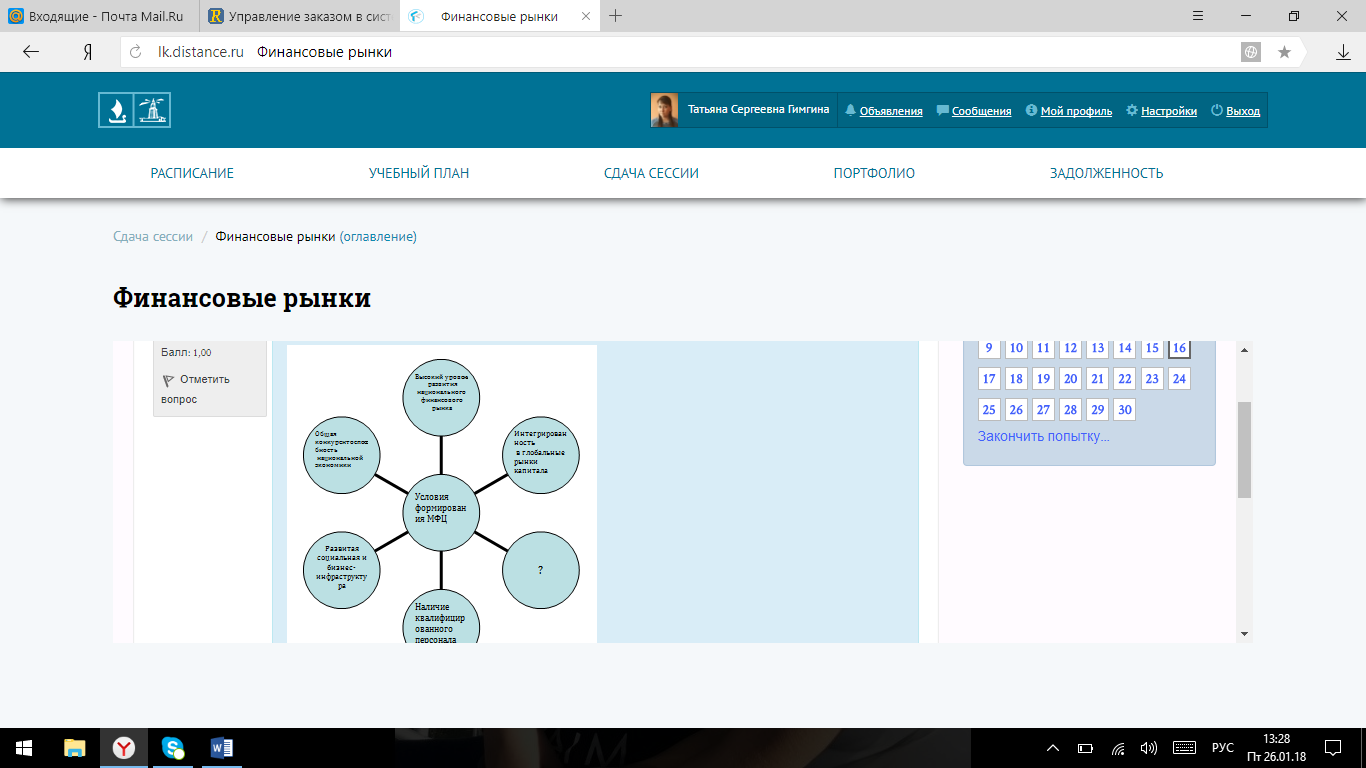 Входящие - Почта Mail.Ru
Управление заказом в сист
Финансовые рынки
Я
lk.distance.ru Финансовые рынки
Татьяна Сергеевна Гимгина
Объявления
Сообщения
Мой профиль
Настройки
Выход
РАСПИСАНИЕ
УЧЕБНЫЙ ПЛАН
СДАЧА СЕССИИ
ПОРТФОЛИО
ЗАДОЛЖЕННОСТЬ
Сдача сессии / Финансовые рынки (оглавление)
Финансовые рынки
Балл: 1,00
Отметить
вопрос
Высокий уровень
развития
национального
финансового
рынка
Общая
конкурентоспосо
бность
национальной
экономики
Интегрирован
ность
в глобальные
рынки
капитала
Условия
формирован
ия МФЦ
Развитая
социальная и
бизнес-
инфраструкту
ра
?
Наличие
квалифицир
ованного
персонала
9 10 11 12 13 14 15 16
17 18 19 20 21 22 23 24
25 26 27 28 29 30
Закончить попытку...
РУС
13:28
Пт 26.01.18